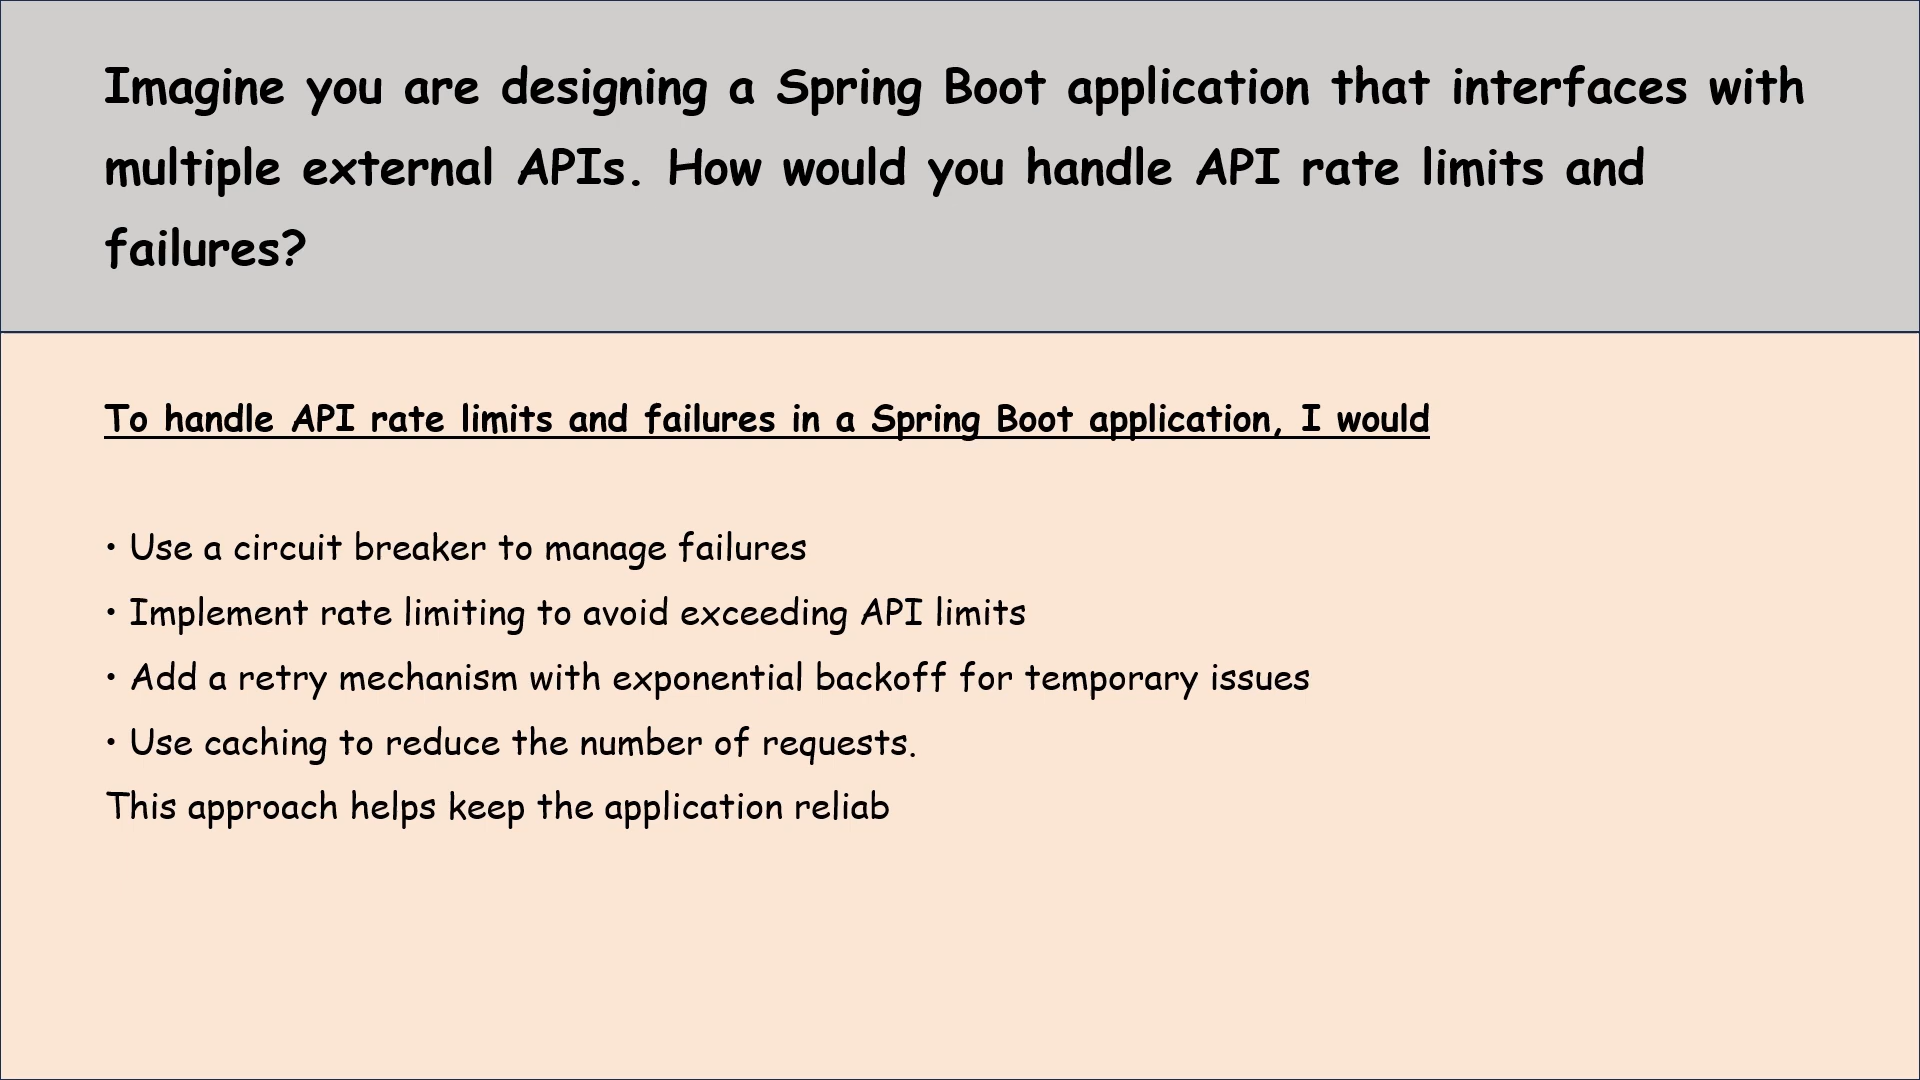 Imagine you are designing a Spring Boot application that interfaces with
multiple external APIs. How would you handle API rate limits and
failures?
To handle API rate limits and failures in a Spring Boot application, I would
• Use a circuit breaker to manage failures
• Implement rate limiting to avoid exceeding API limits
• Add a retry mechanism with exponential backoff for temporary issues
• Use caching to reduce the number of requests.
This approach helps keep the application reliab